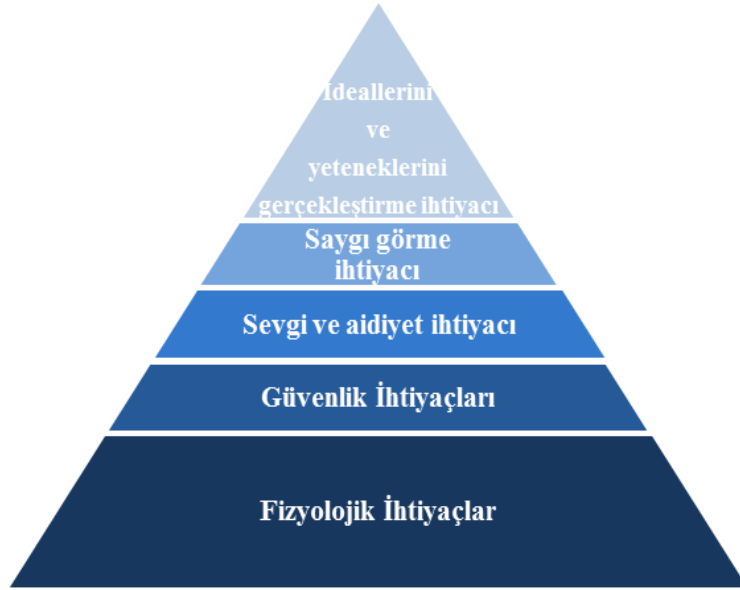 İdeallerini
ve
yeteneklerini
gerçekleştirme ihtiyacı
Saygı görme
ihtiyacı
Sevgi ve aidiyet ihtiyacı
Güvenlik İhtiyaçları
Fizyolojik İhtiyaçlar